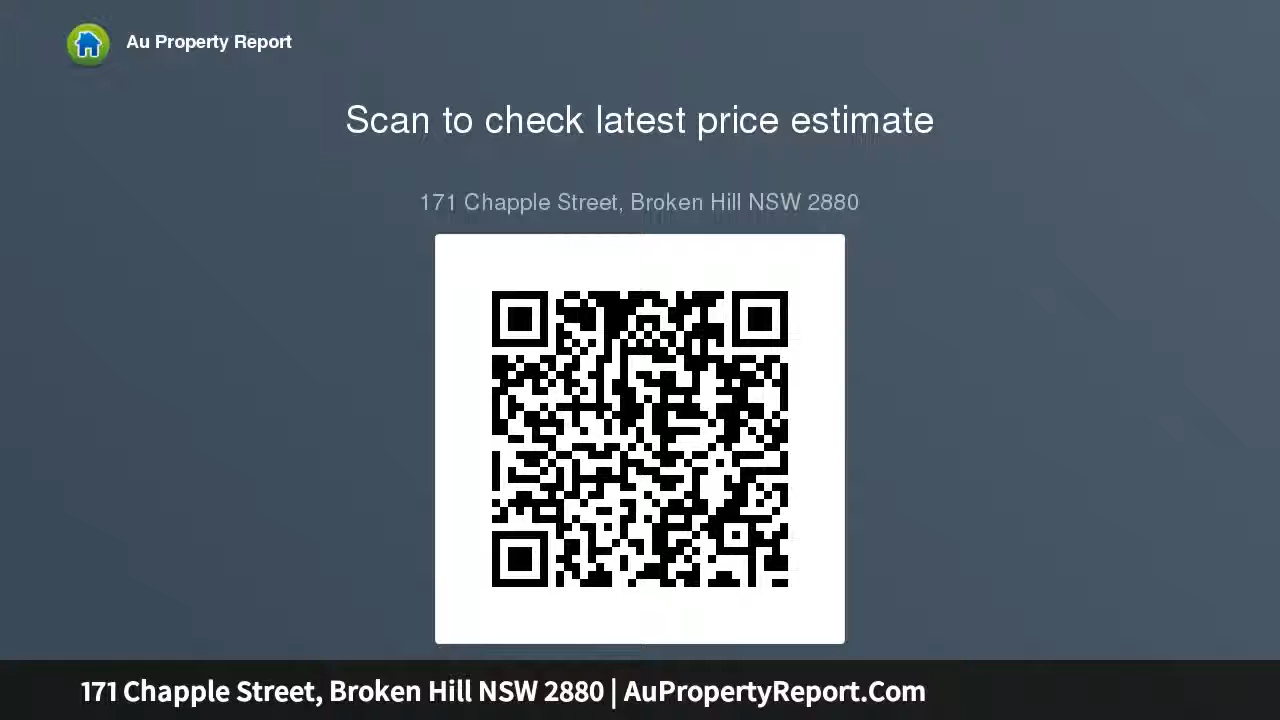 Au Property Report
Scan to check latest price estimate
171 Chapple Street, Broken Hill NSW 2880
171 Chapple Street, Broken Hill NSW 2880 | AuPropertyReport.Com